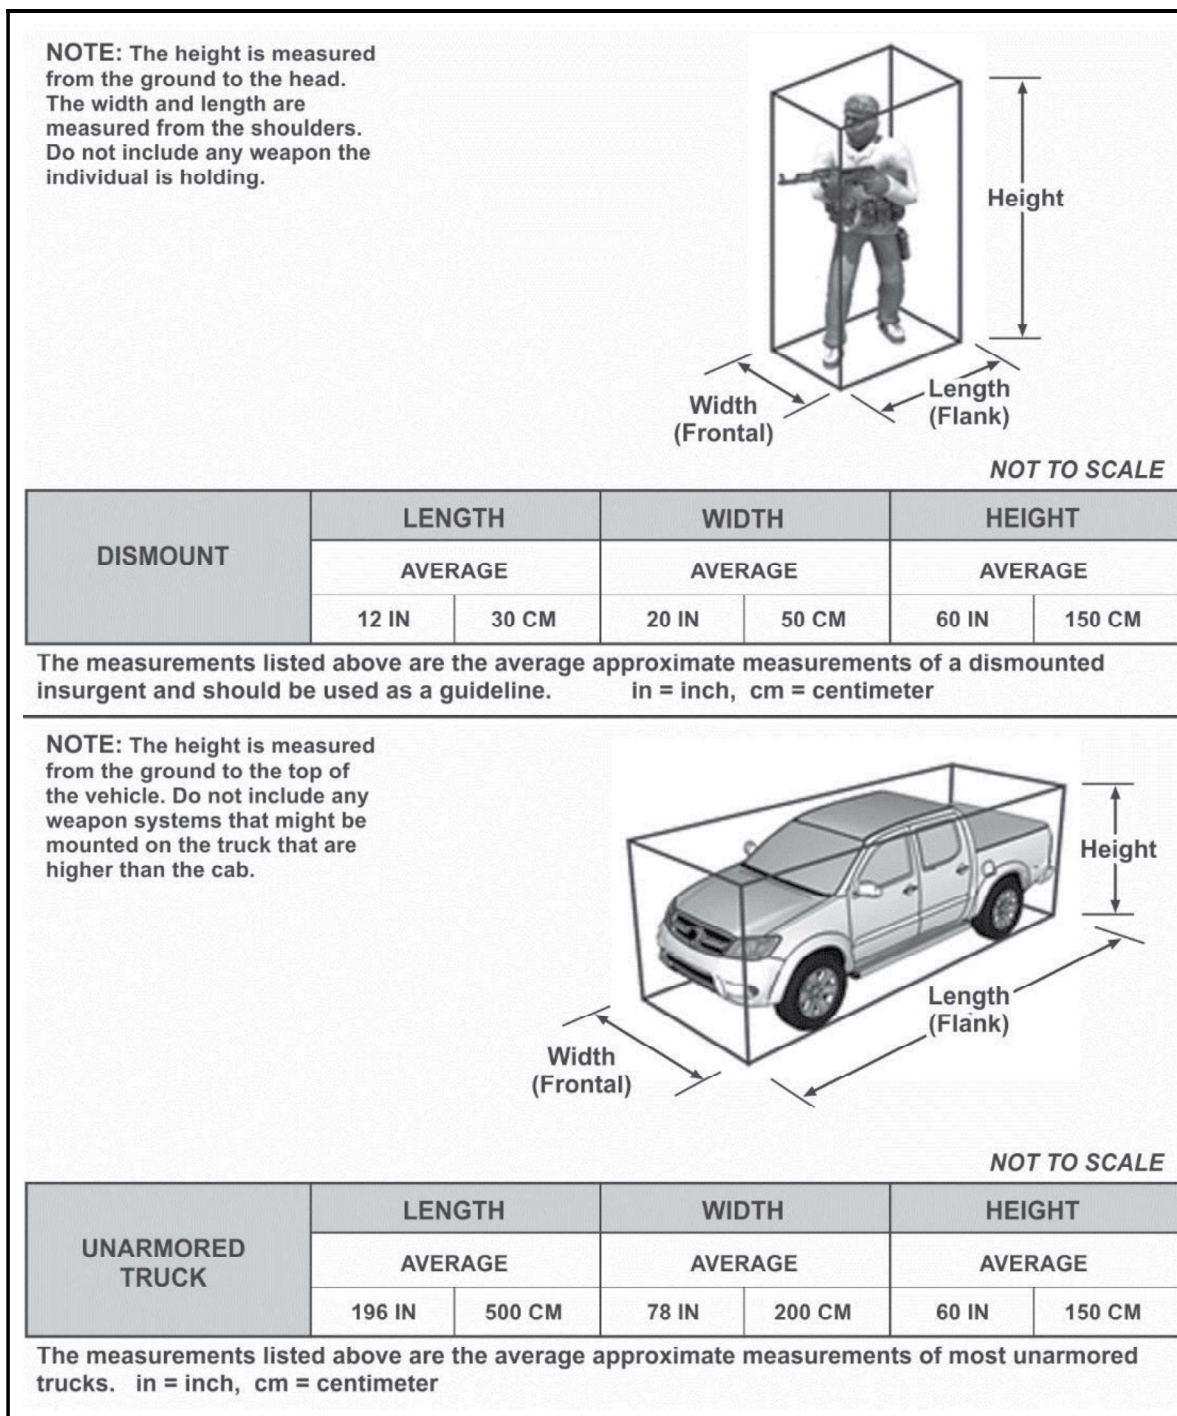 NOTE: The height is measured
from the ground to the head.
The width and length are
measured from the shoulders.
Do not include any weapon the
individual is holding.
Height
Width
(Frontal)
Length
(Flank)
NOT TO SCALE
DISMOUNT
LENGTH WIDTH HEIGHT
AVERAGE AVERAGE AVERAGE
12 IN 30 CM 20 IN 50 CM 60 IN 150 CM
The measurements listed above are the average approximate measurements of a dismounted
insurgent and should be used as a guideline. in = inch, cm = centimeter
NOTE: The height is measured
from the ground to the top of
the vehicle. Do not include any
weapon systems that might be
mounted on the truck that are
higher than the cab.
Height
Length
(Flank)
Width
(Frontal)
NOT TO SCALE
UNARMORED
TRUCK
LENGTH WIDTH HEIGHT
AVERAGE AVERAGE AVERAGE
196 IN 500 CM 78 IN 200 CM 60 IN 150 CM
The measurements listed above are the average approximate measurements of most unarmored
trucks. in = inch, cm = centimeter